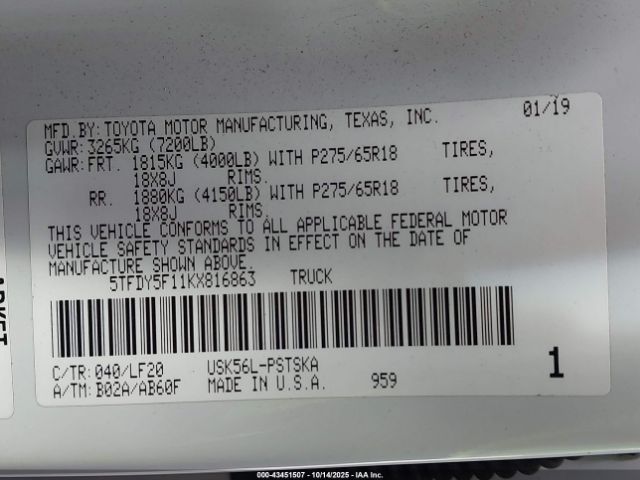 MFD.BY:TOYOTA MOTOR MANUFACTURING, TEXAS, INC. 01/19
GVWR:3265KG (7200LB)
GAWR:FRT. 1815KG (4000LB) WITH P275/65R18 TIRES,
18X8J RIMS.
RR. 1880KG (4150LB) WITH P275/65R18 TIRES,
18X8J RIMS.
THIS VEHICLE CONFORMS TO ALL APPLICABLE FEDERAL MOTOR
VEHICLE SAFETY STANDARDS IN EFFECT ON THE DATE OF
MANUFACTURE SHOWN ABOVE.
5TFDY5F11KX816863 TRUCK
C/TR:040/LF20 USK56L-PSTSKA
A/TM:B02A/AB60F MADE IN U.S.A. 959
1
000-43451507 - 10/14/2025 - IAA Inc.